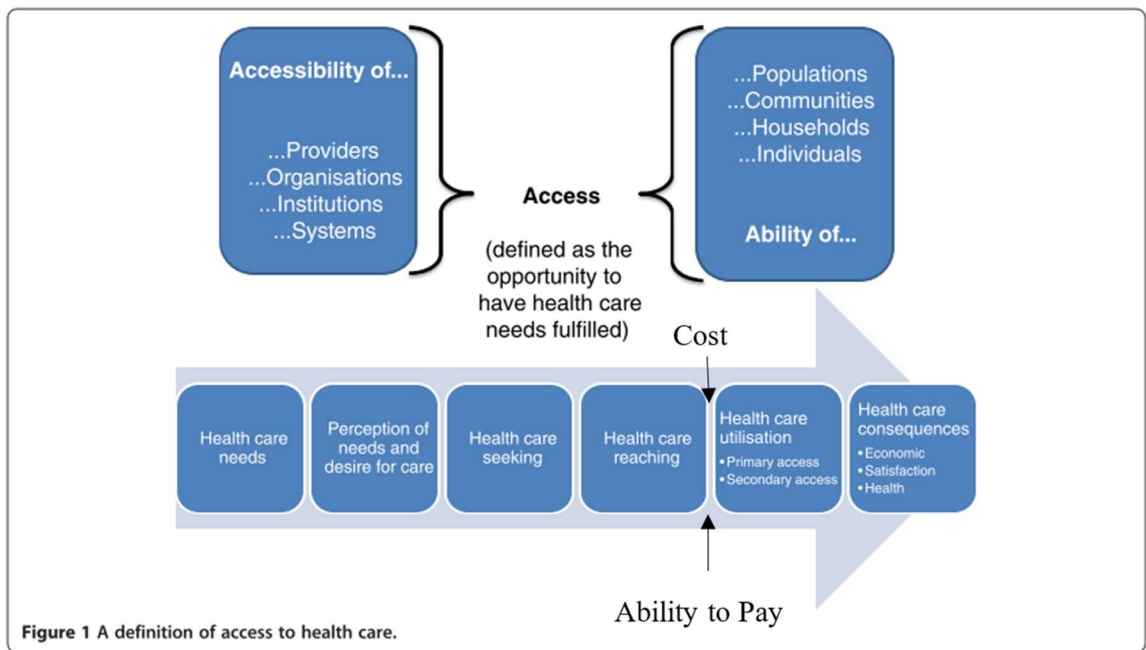 Accessibility of...
...Providers
...Organisations
...Institutions
...Systems
Access
(defined as the
opportunity to
have health care
needs fulfilled)
...Populations
...Communities
...Households
...Individuals
Ability of...
Cost
Health care
needs
Perception of
needs and
desire for care
Health care
seeking
Health care
reaching
Health care
utilisation
• Primary access
• Secondary access
Health care
consequences
• Economic
• Satisfaction
• Health
Ability to Pay
Figure 1 A definition of access to health care.